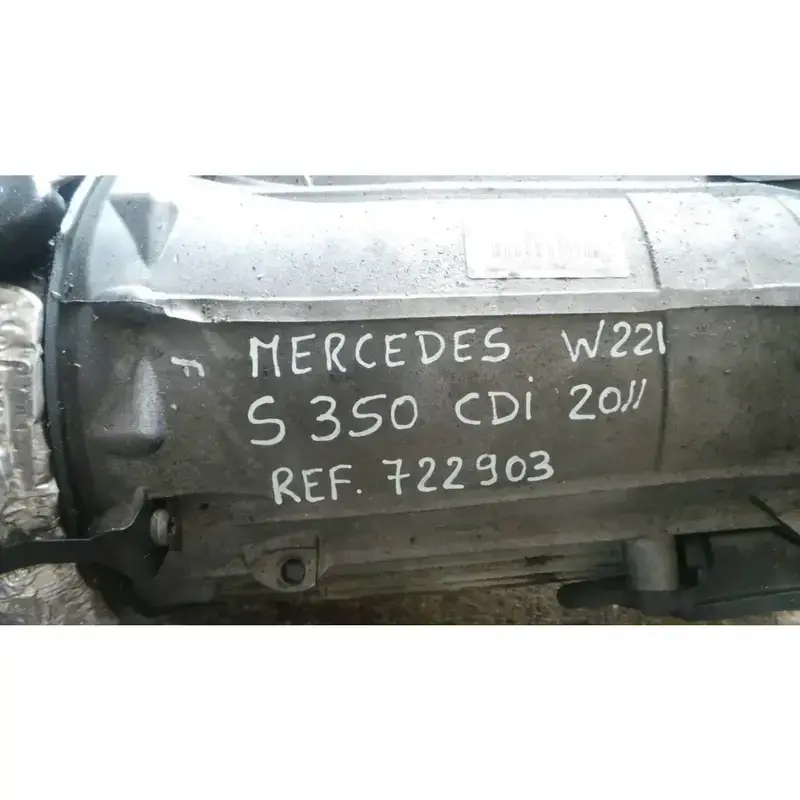 MERCEDES W221
S 350 CDi 2011
REF. 722903